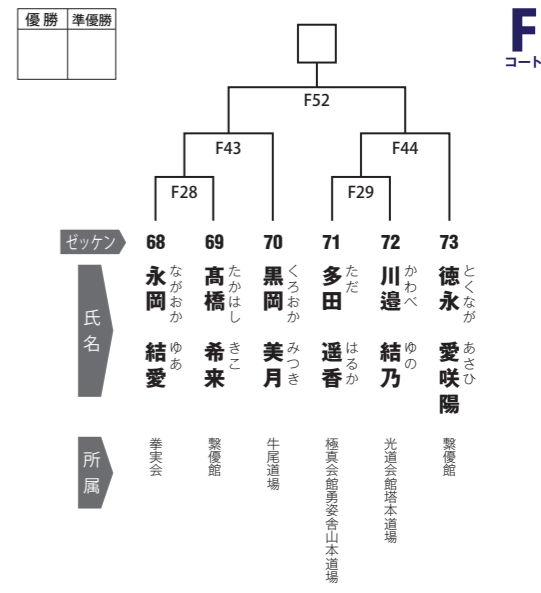 優勝 準優勝
F
コート
F52
F43 F44
F28 F29
ゼッケン 68 69 70 71 72 73
氏名
永岡 結愛
ながおか ゆあ
髙橋 希来
たかはし きこ
黒岡 美月
くろおか みつき
多田 遥香
ただ はるか
川邉 結乃
かわべ ゆの
徳永 愛咲陽
とくなが あさひ
所属
拳実会
繋優館
牛尾道場
極真会館勇姿舎山本道場
光道会館塔本道場
繋優館